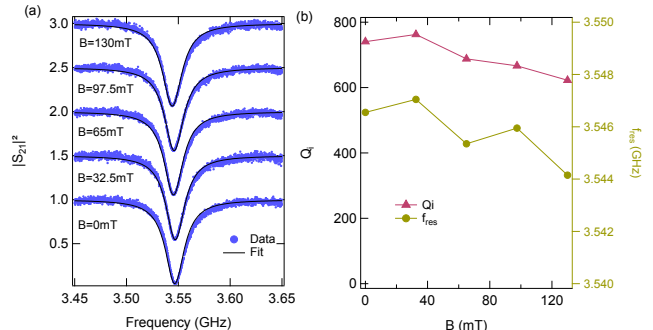 (a)
3.0
2.5
2.0
1.5
1.0
0.5
|S21|²
B=130mT
B=97.5mT
B=65mT
B=32.5mT
B=0mT
Data
Fit
3.45
3.50
3.55
3.60
3.65
Frequency (GHz)
(b)
800
600
400
200
0
Qi
Qi
fres
3.550
3.548
3.546
3.544
3.542
3.540
fres (GHz)
0
40
80
120
B (mT)